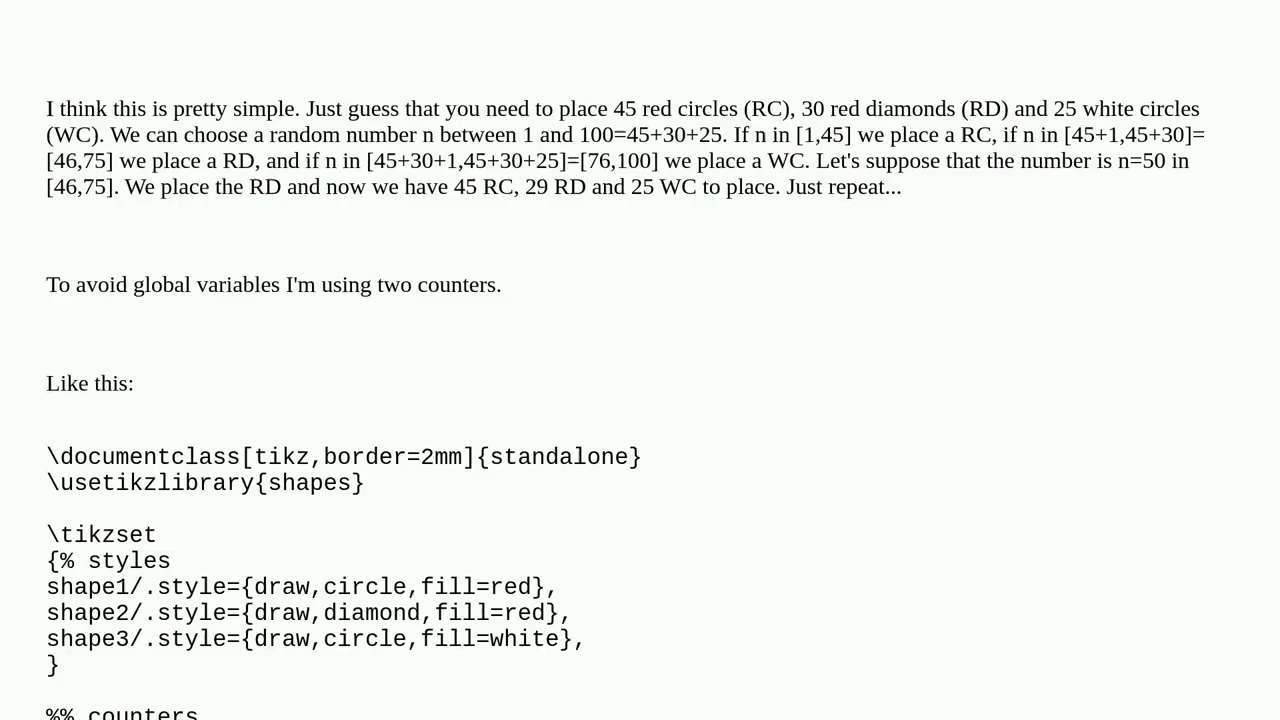 I think this is pretty simple. Just guess that you need to place 45 red circles (RC), 30 red diamonds (RD) and 25 white circles
(WC). We can choose a random number n between 1 and 100=45+30+25. If n in [1,45] we place a RC, if n in [45+1,45+30]=
[46,75] we place a RD, and if n in [45+30+1,45+30+25]=[76,100] we place a WC. Let's suppose that the number is n=50 in
[46,75]. We place the RD and now we have 45 RC, 29 RD and 25 WC to place. Just repeat...
To avoid global variables I'm using two counters.
Like this:
\documentclass[tikz,border=2mm]{standalone}
\usetikzlibrary{shapes}
\tikzset
{% styles
shape1/.style={draw,circle,fill=red},
shape2/.style={draw,diamond,fill=red},
shape3/.style={draw,circle,fill=white},
}
%% counters